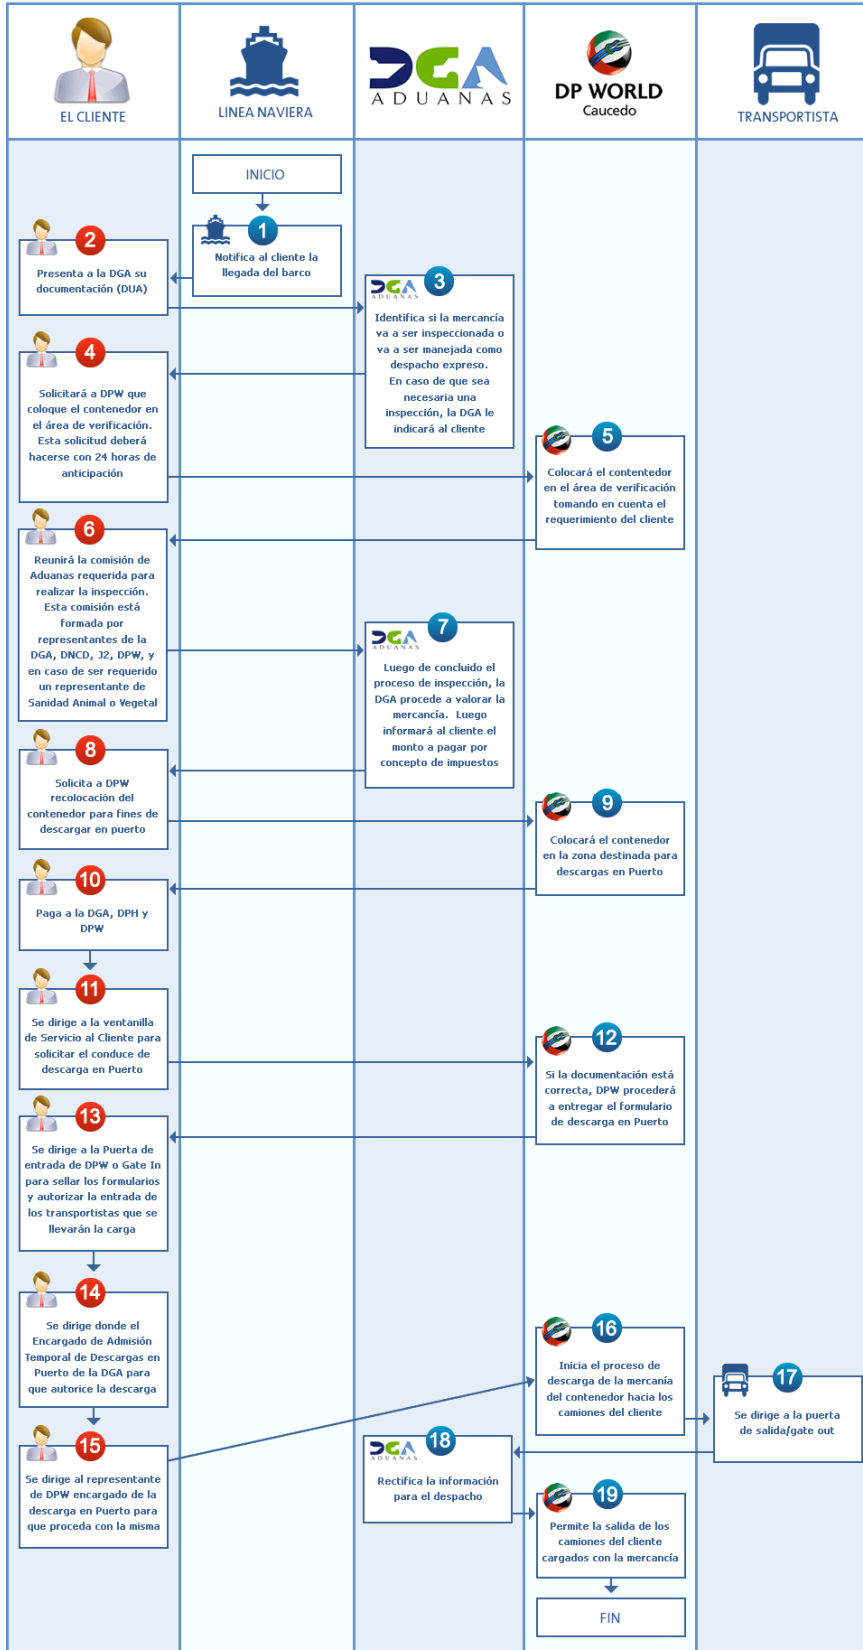 EL CLIENTE
LINEA NAVIERA
DGA
ADUANAS
DP WORLD
Caucedo
TRANSPORTISTA
INICIO
1
Notifica al cliente la
llegada del barco
2
Presenta a la DGA su
documentación (DUA)
DGA
ADUANAS
3
Identifica si la mercancía
va a ser inspeccionada o
va a ser manejada como
despacho expreso.
En caso de que sea
necesaria una
inspección, la DGA le
indicará al cliente
4
Solicitará a DPW que
coloque el contenedor en
el área de verificación.
Esta solicitud deberá
hacerse con 24 horas de
anticipación
5
Colocará el contentedor
en el área de verificación
tomando en cuenta el
requerimiento del cliente
6
Reunirá la comisión de
Aduanas requerida para
realizar la inspección.
Esta comisión está
formada por
representantes de la
DGA, DNCD, J2, DPW, y
en caso de ser requerido
un representante de
Sanidad Animal o Vegetal
DGA
ADUANAS
7
Luego de concluido el
proceso de inspección, la
DGA procede a valorar la
mercancía. Luego
informará al cliente el
monto a pagar por
concepto de impuestos
8
Solicita a DPW
recolocación del
contenedor para fines de
descargar en puerto
9
Colocará el contenedor
en la zona destinada para
descargas en Puerto
10
Paga a la DGA, DPH y
DPW
11
Se dirige a la ventanilla
de Servicio al Cliente para
solicitar el conduce de
descarga en Puerto
12
Si la documentación está
correcta, DPW procederá
a entregar el formulario
de descarga en Puerto
13
Se dirige a la Puerta de
entrada de DPW o Gate In
para sellar los formularios
y autorizar la entrada de
los transportistas que se
llevarán la carga
14
Se dirige donde el
Encargado de Admisión
Temporal de Descargas en
Puerto de la DGA para
que autorice la descarga
15
Se dirige al representante
de DPW encargado de la
descarga en Puerto para
que proceda con la misma
16
Inicia el proceso de
descarga de la mercanía
del contenedor hacia los
camiones del cliente
17
Se dirige a la puerta
de salida/gate out
DGA
ADUANAS
18
Rectifica la información
para el despacho
19
Permite la salida de los
camiones del cliente
cargados con la mercancía
FIN